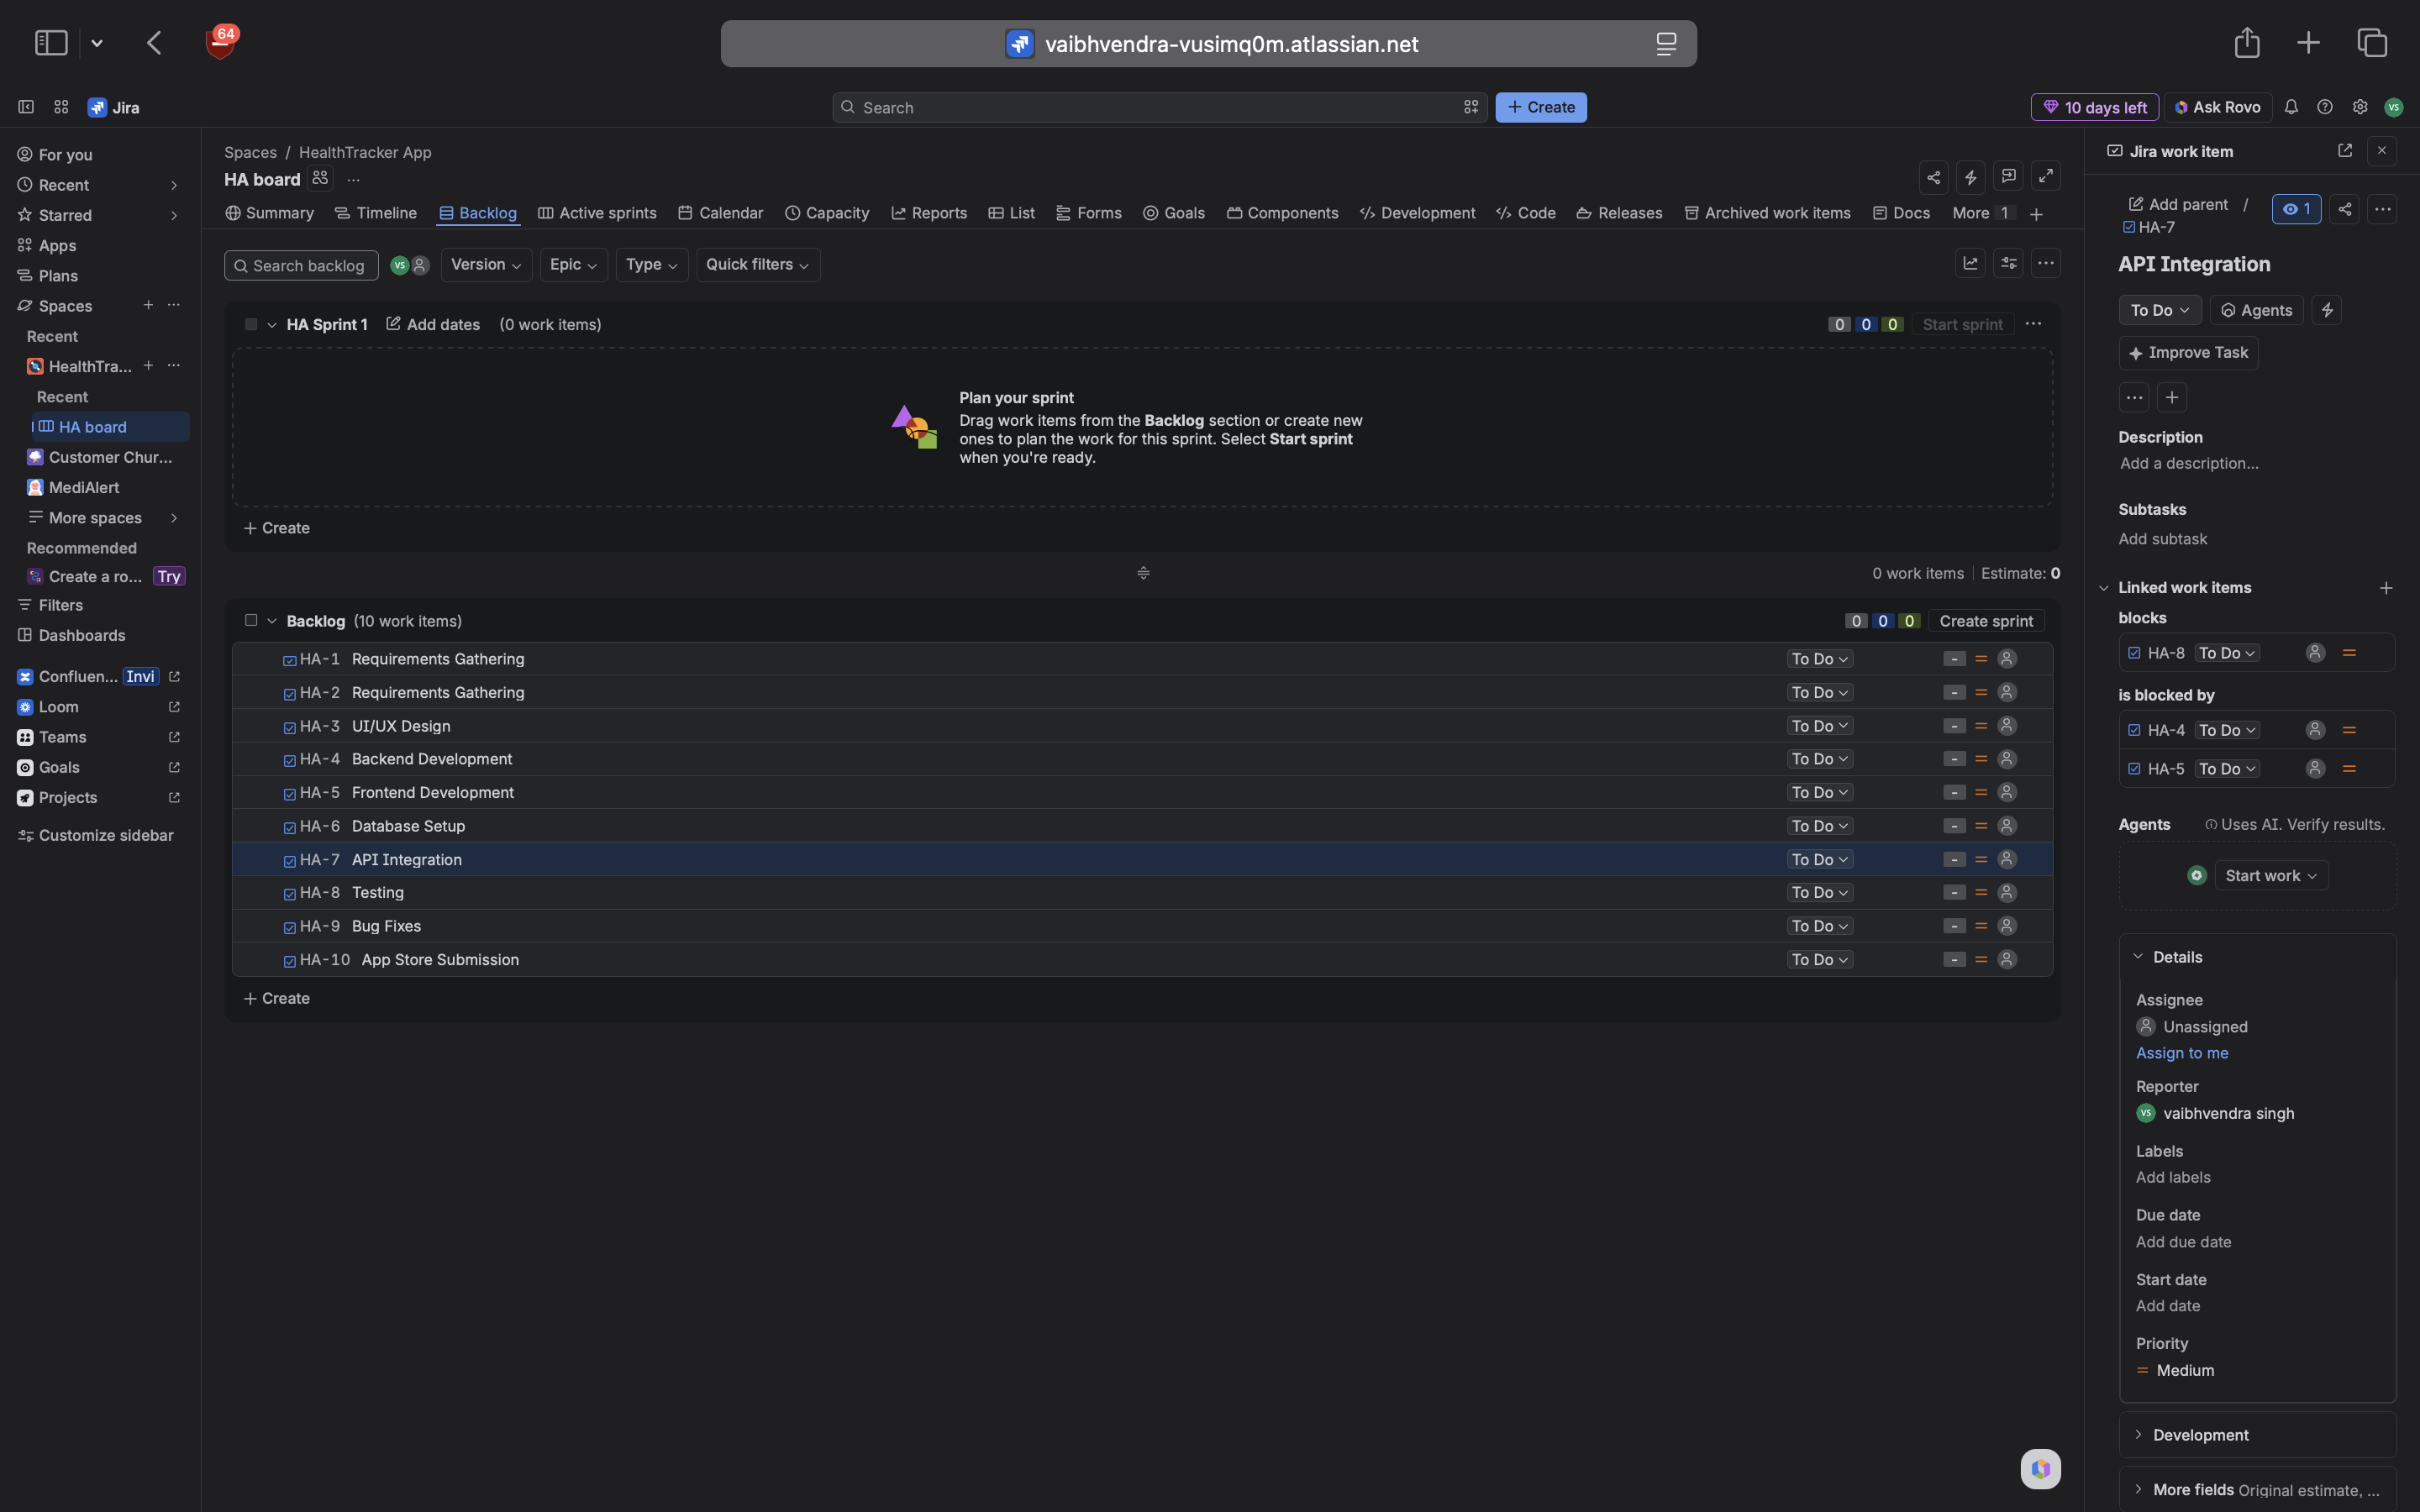 64
vaibhvendra-vusimq0m.atlassian.net
Jira
Search
Create
10 days left
Ask Rovo
VS
For you
Recent
Starred
Apps
Plans
Spaces
Recent
HealthTra...
Recent
HA board
Customer Chur...
MediAlert
More spaces
Recommended
Create a ro... Try
Filters
Dashboards
Confluen... Invi
Loom
Teams
Goals
Projects
Customize sidebar
Spaces / HealthTracker App
HA board
Summary Timeline Backlog Active sprints Calendar Capacity Reports List Forms Goals Components Development Code Releases Archived work items Docs More 1
Search backlog VS Version Epic Type Quick filters
HA Sprint 1 Add dates (0 work items) 0 0 0 Start sprint
Plan your sprint
Drag work items from the Backlog section or create new
ones to plan the work for this sprint. Select Start sprint
when you're ready.
Create
0 work items Estimate: 0
Backlog (10 work items) 0 0 0 Create sprint
HA-1 Requirements Gathering To Do -
HA-2 Requirements Gathering To Do -
HA-3 UI/UX Design To Do -
HA-4 Backend Development To Do -
HA-5 Frontend Development To Do -
HA-6 Database Setup To Do -
HA-7 API Integration To Do -
HA-8 Testing To Do -
HA-9 Bug Fixes To Do -
HA-10 App Store Submission To Do -
Create
Jira work item
Add parent /
HA-7
1
API Integration
To Do Agents
Improve Task
Description
Add a description...
Subtasks
Add subtask
Linked work items
blocks
HA-8 To Do
is blocked by
HA-4 To Do
HA-5 To Do
Agents Uses AI. Verify results.
Start work
Details
Assignee
Unassigned
Assign to me
Reporter
VS vaibhvendra singh
Labels
Add labels
Due date
Add due date
Start date
Add date
Priority
Medium
Development
More fields Original estimate, ...